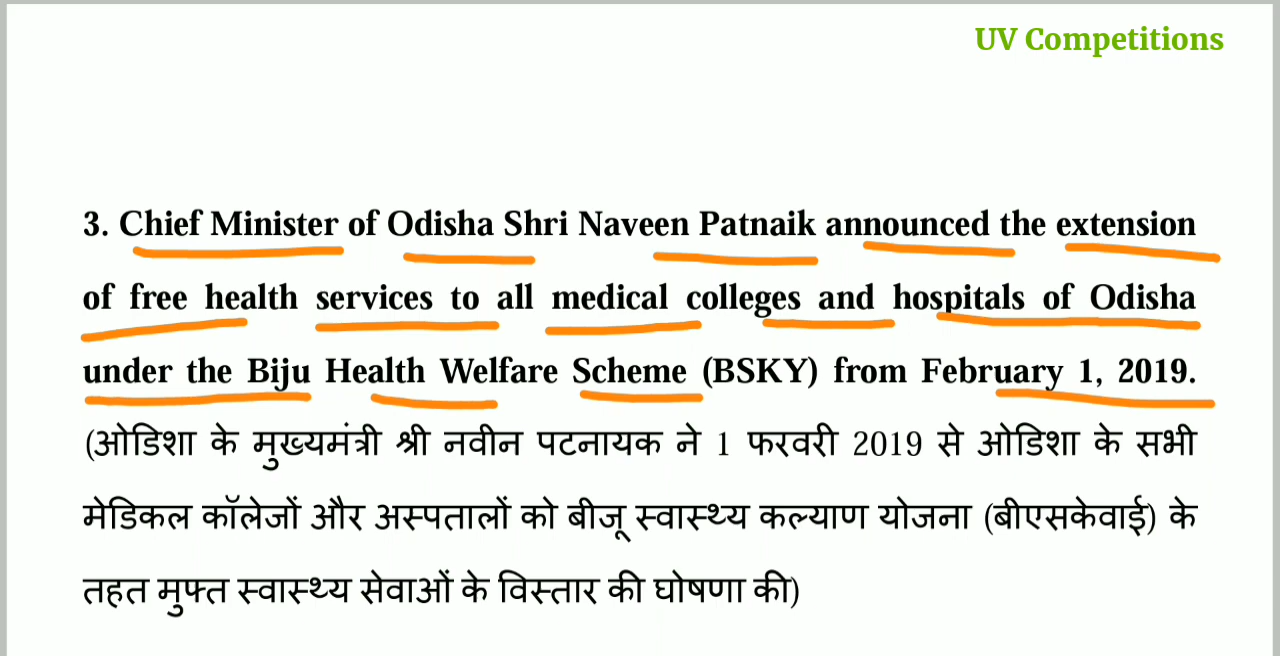 UV Competitions
3. Chief Minister of Odisha Shri Naveen Patnaik announced the extension
of free health services to all medical colleges and hospitals of Odisha
under the Biju Health Welfare Scheme (BSKY) from February 1, 2019.
(ओडिशा के मुख्यमंत्री श्री नवीन पटनायक ने 1 फरवरी 2019 से ओडिशा के सभी
मेडिकल कॉलेजों और अस्पतालों को बीजू स्वास्थ्य कल्याण योजना (बीएसकेवाई) के
तहत मुफ्त स्वास्थ्य सेवाओं के विस्तार की घोषणा की)